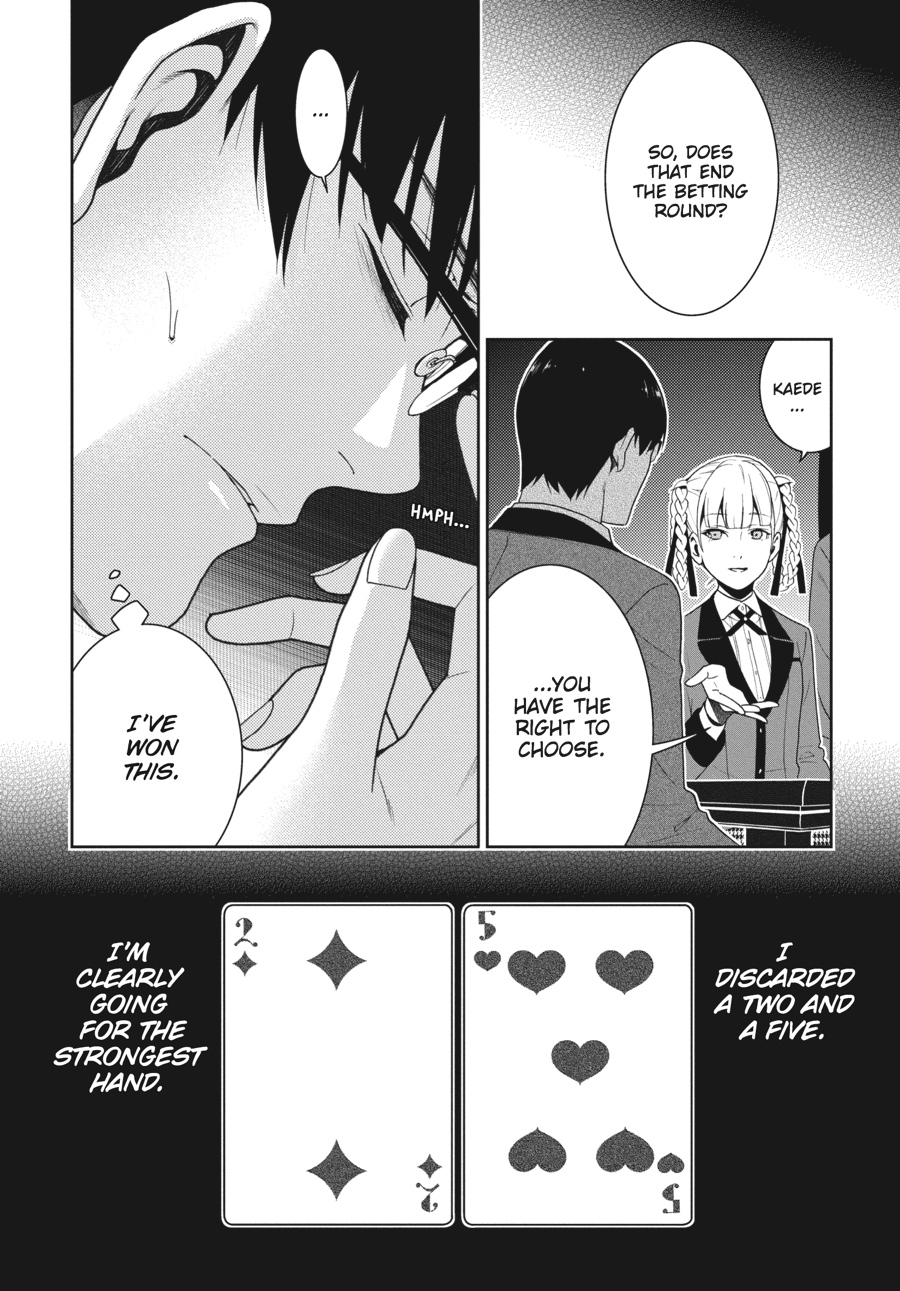 SO, DOES
THAT END
THE BETTING
ROUND?
KAEDE
...
...YOU
HAVE THE
RIGHT TO
CHOOSE.
...
HMPH...
I'VE
WON
THIS.
I
DISCARDED
A TWO AND
A FIVE.
5
5
2
2
I'M
CLEARLY
GOING
FOR THE
STRONGEST
HAND.